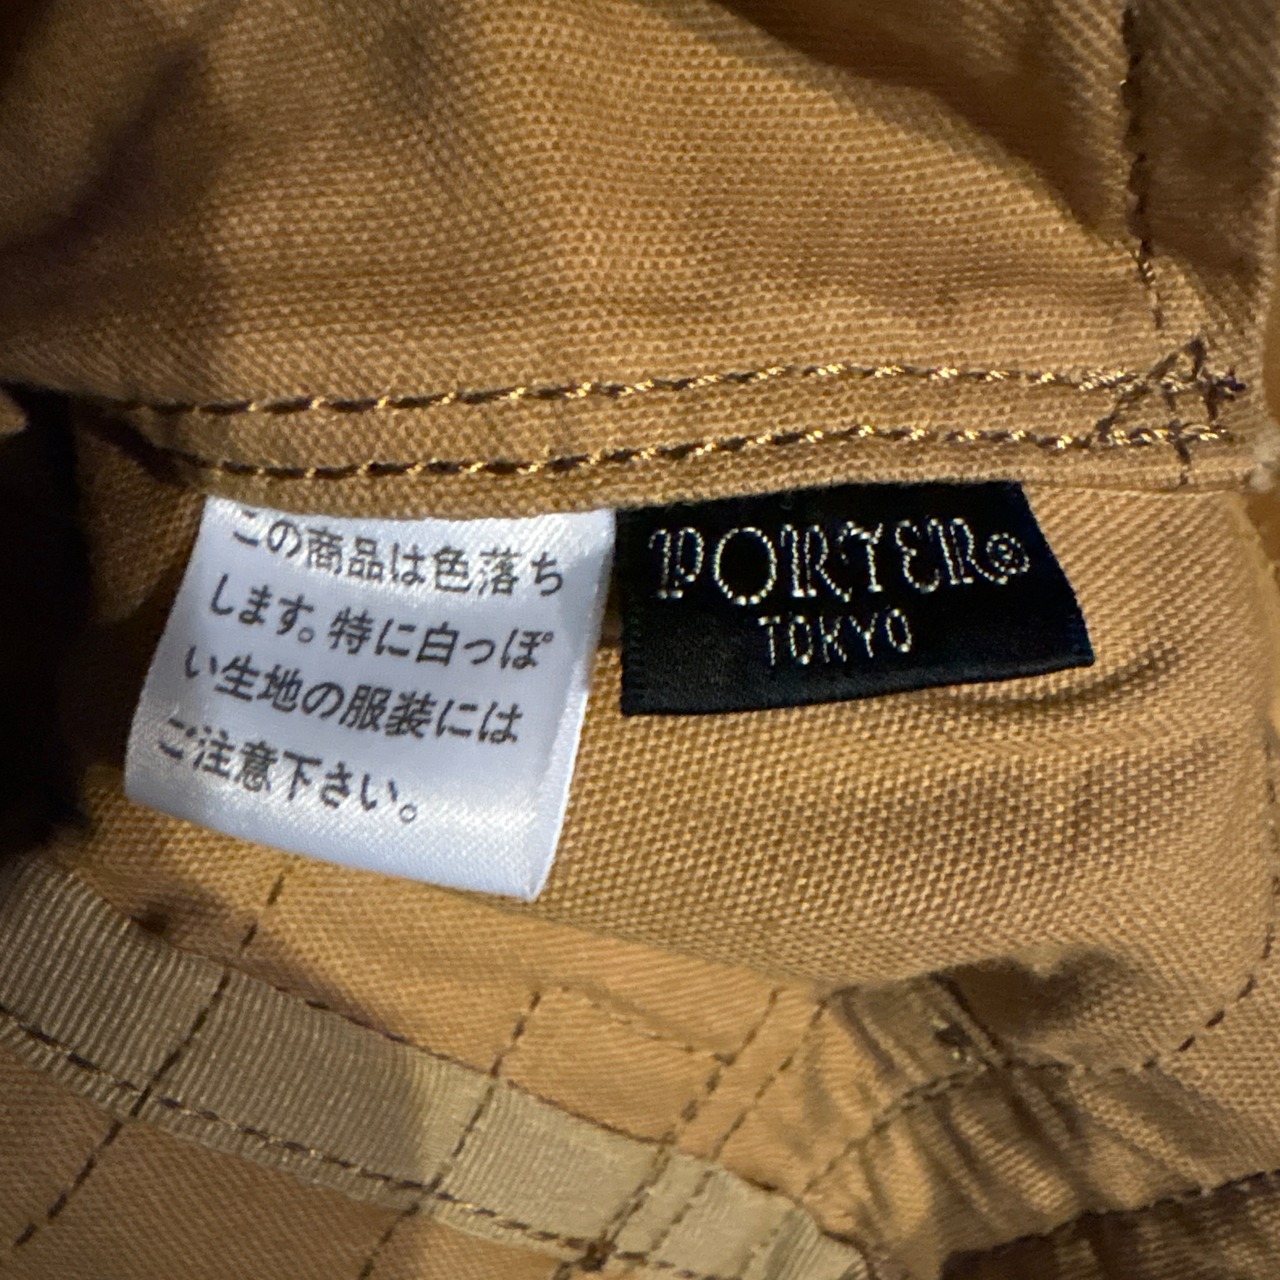 この商品は色落ち
します。特に白っぽ
い生地の服装には
ご注意下さい。
PORTER®
TOKYO